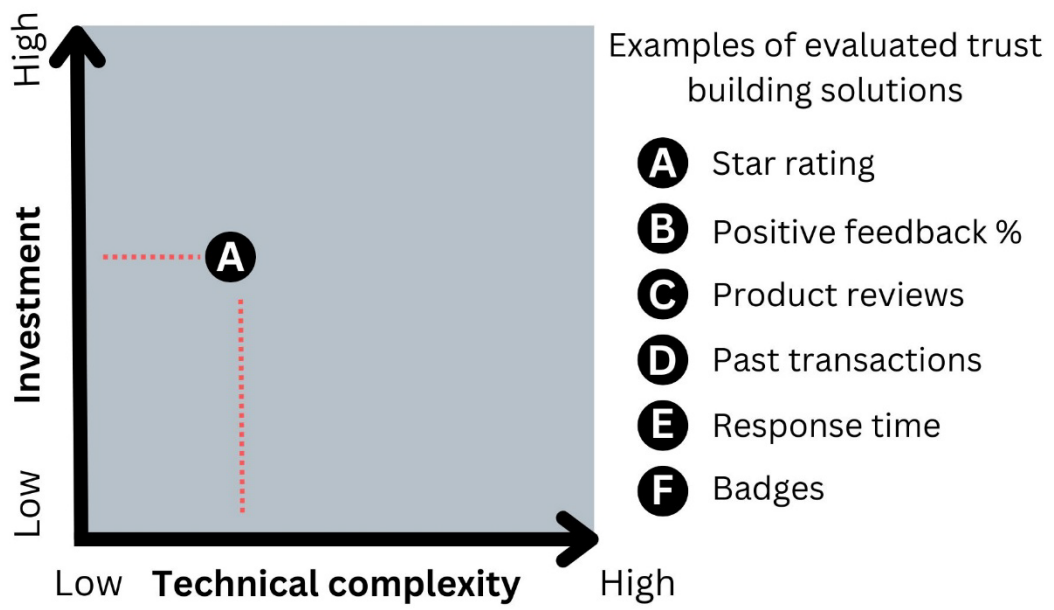 High
Investment
Low
A
Low Technical complexity High
Examples of evaluated trust
building solutions
A Star rating
B Positive feedback %
C Product reviews
D Past transactions
E Response time
F Badges